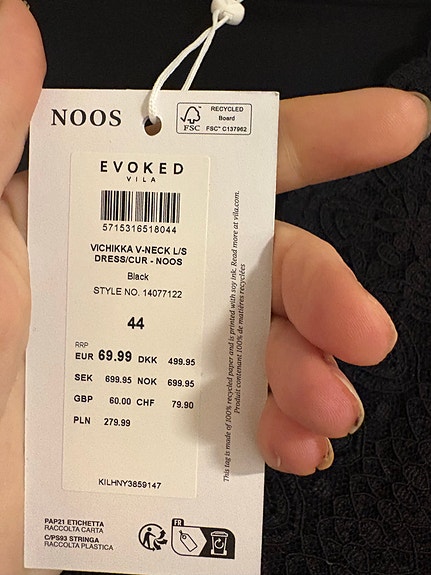 NOOS
FSC
RECYCLED
Board
FSC™ C137962
EVOKED
VILA
5715316518044
VICHIKKA V-NECK L/S
DRESS/CUR - NOOS
Black
STYLE NO. 14077122
44
RRP
EUR 69.99 DKK 499.95
SEK 699.95 NOK 699.95
GBP 60.00 CHF 79.90
PLN 279.99
KILHNY3859147
This tag is made of 100% recycled paper and is printed with soy ink. Read more at vila.com.
Produit contenant 100% de matières recyclées
PAP21 ETICHETTA
RACCOLTA CARTA
C/PS93 STRINGA
RACCOLTA PLASTICA
FR